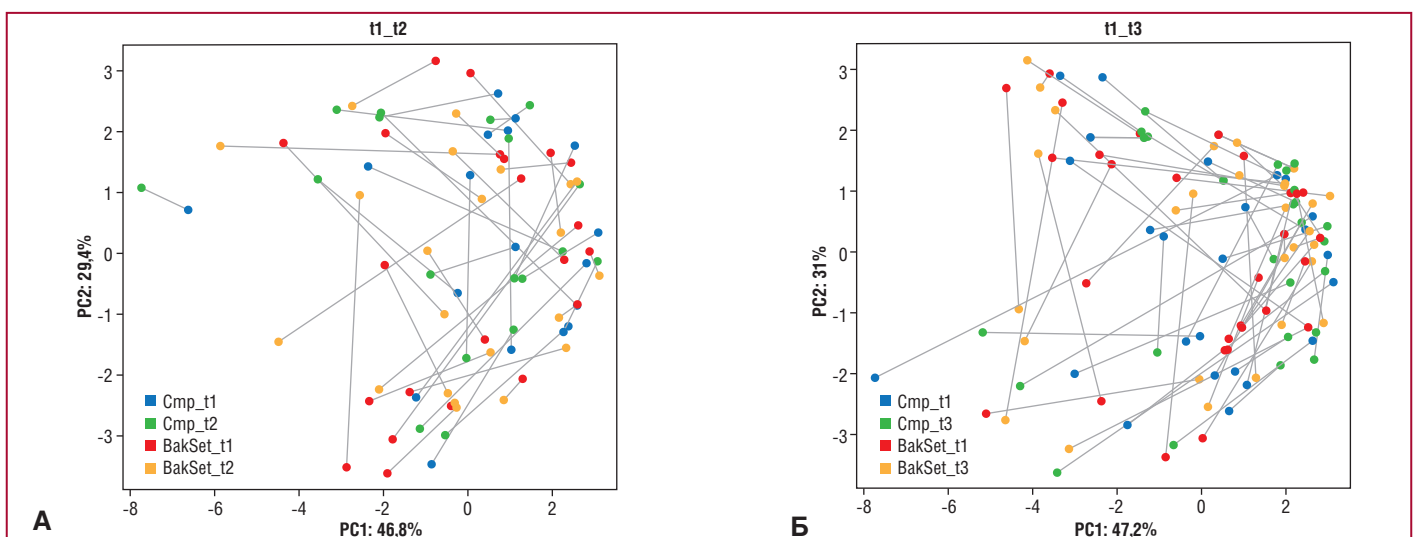 t1_t2
3
2
1
0
-1
-2
-3
PC2: 29,4%
Cmp_t1
Cmp_t2
BakSet_t1
BakSet_t2
-8 -6 -4 -2 0 2
PC1: 46,8%
А
t1_t3
3
2
1
0
-1
-2
-3
PC2: 31%
Cmp_t1
Cmp_t3
BakSet_t1
BakSet_t3
-8 -6 -4 -2 0 2
PC1: 47,2%
Б